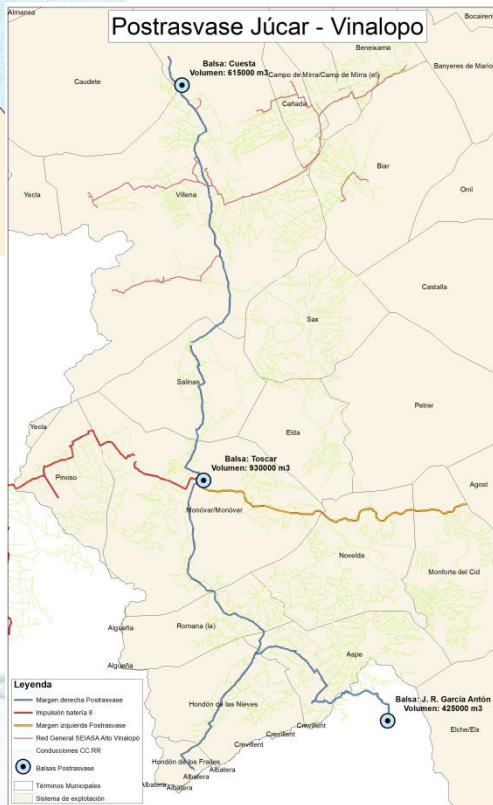 Postrasvase Júcar - Vinalopo
Almansa
Bocairent
Beneixama
Balsa: Cuesta
Volumen: 615000 m3
Campo de Mirra/Camp de Mirra (el)
Banyeres de Mario
Caudete
Cañada
Biar
Yecla
Onil
Villena
Castalla
Sax
Salinas
Petrer
Elda
Yecla
Balsa: Toscar
Volumen: 930000 m3
Pinoso
Agost
Monóvar/Monóver
Novelda
Monforte del Cid
Algueña
Romana (la)
Algueña
Aspe
Hondón de las Nieves
Balsa: J. R. García Antón
Volumen: 425000 m3
Crevillent
Crevillent
Crevillent
Elche/Elx
Hondón de los Frailes
Albatera
Albatera
Albatera
Leyenda
Margen derecha Postrasvase
Impulsión batería 8
Margen izquierda Postrasvase
Red General SEIASA Alto Vinalopó
Conducciones CC.RR
Balsas Postrasvase
Términos Municipales
Sistema de explotación